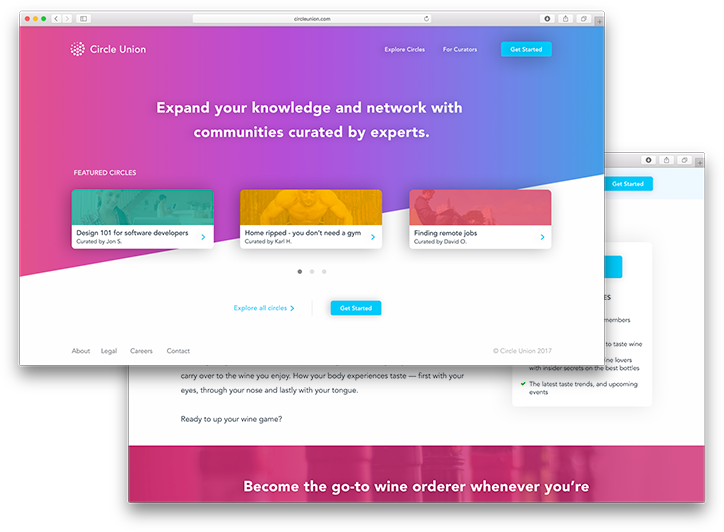 circleunion.com
Circle Union
Explore Circles
For Curators
Get Started
Expand your knowledge and network with
communities curated by experts.
FEATURED CIRCLES
Design 101 for software developers
Curated by Jon S.
Home ripped - you don't need a gym
Curated by Karl H.
Finding remote jobs
Curated by David O.
Explore all circles
Get Started
About
Legal
Careers
Contact
© Circle Union 2017
Get Started
members
to taste wine
lovers
with insider secrets on the best bottles
The latest taste trends, and upcoming
events
carry over to the wine you enjoy. How your body experiences taste — first with your
eyes, through your nose and lastly with your tongue.
Ready to up your wine game?
Become the go-to wine orderer whenever you're